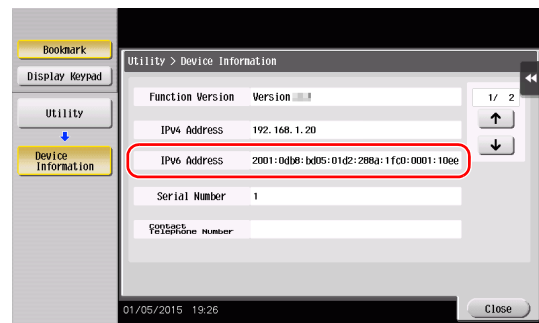 Bookmark
Display Keypad
Utility
Device
Information
Utility > Device Information
Function Version Version
1/ 2
IPv4 Address 192.168.1.20
IPv6 Address 2001:0db8:bd05:01d2:288a:1fc0:0001:10ee
Serial Number 1
Contact
Telephone Number
01/05/2015 19:26
Close